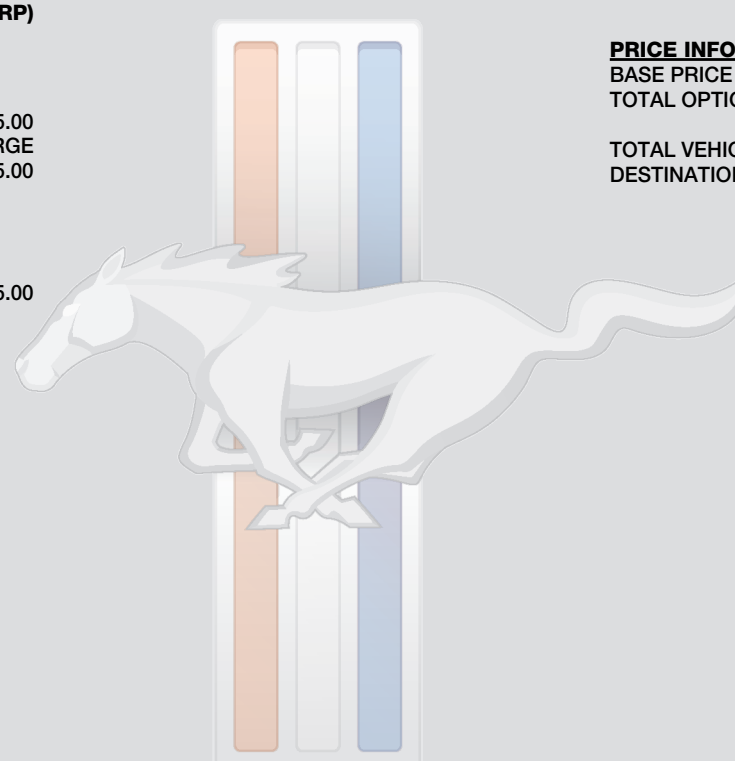 RP)
5.00
RGE
5.00
5.00
PRICE INFO
BASE PRICE
TOTAL OPTIO
TOTAL VEHIC
DESTINATION